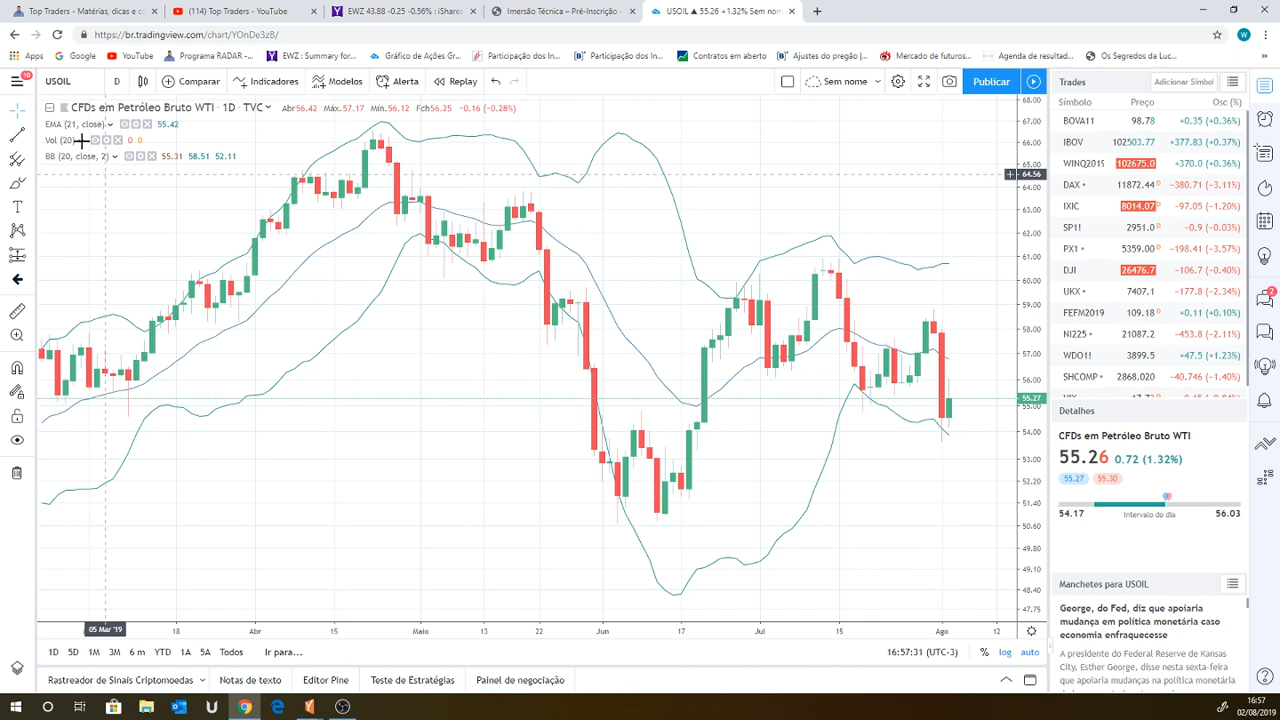 Top Traders - Matérias, dicas e co
(114) Top Traders - YouTube
EWZ 43.88 -0.25 -0.56% : iShares
Imersão Técnica – Pré-Inscrição –
USOIL ▲ 55.26 +1.32% Sem nom
https://br.tradingview.com/chart/YOnDe3zB/
W
Apps
Google
YouTube
Programa RADAR -...
EWZ : Summary for...
Gráfico de Ações Gr...
Participação dos In...
Participação dos In...
Contratos em aberto
Ajustes do pregão |...
Mercado de futuros...
Agenda de resultad...
Os Segredos da Luc...
»
10
USOIL
D
Comparar
Indicadores
Modelos
Alerta
Replay
Sem nome
Publicar
Trades
Adicionar Símbol
CFDs em Petróleo Bruto WTI · 1D · TVC
Abr56.42 Máx.57.17 Mín.56.12 Fch56.25 −0.16 (−0.28%)
EMA (21, close) 55.42
Vol (20) 0 0
BB (20, close, 2) 55.31 58.51 52.11
68.00
67.00
66.00
65.00
64.56
64.00
63.00
62.00
61.00
60.00
59.00
58.00
57.00
56.00
55.27
55.00
54.00
53.00
52.20
51.40
50.60
49.80
49.10
48.40
47.75
05 Mar '19
18
Abr
15
Maio
13
22
Jun
17
Jul
15
Ago
12
Símbolo Preço Osc (%)
BOVA11 98.78 +0.35 (+0.36%)
IBOV 102503.77 +377.83 (+0.37%)
WINQ2019 102675.0 +370.0 (+0.36%)
DAX 11872.44 D −380.71 (−3.11%)
IXIC 8014.07 D −97.05 (−1.20%)
SP1! 2951.0 D −0.9 (−0.03%)
PX1 5359.00 D −198.41 (−3.57%)
DJI 26476.7 −106.7 (−0.40%)
UKX 7407.1 −177.8 (−2.34%)
FEFM2019 109.18 D +0.11 (+0.10%)
NI225 21087.2 −453.8 (−2.11%)
WDO1! 3899.5 +47.5 (+1.23%)
SHCOMP 2868.020 −40.746 (−1.40%)
Detalhes
CFDs em Petróleo Bruto WTI
55.26 0.72 (1.32%)
55.27 55.30
54.17 Intervalo do dia 56.03
Manchetes para USOIL
George, do Fed, diz que apoiaria
mudança em política monetária caso
economia enfraquecesse
A presidente do Federal Reserve de Kansas
City, Esther George, disse nesta sexta-feira
que apoiaria mudanças na política monetária
2
1D 5D 1M 3M 6 m YTD 1A 5A Todos Ir para...
16:57:31 (UTC-3) % log auto
Rastreador de Sinais Criptomoedas
Notas de texto
Editor Pine
Teste de Estratégias
Painel de negociação
16:57
02/08/2019